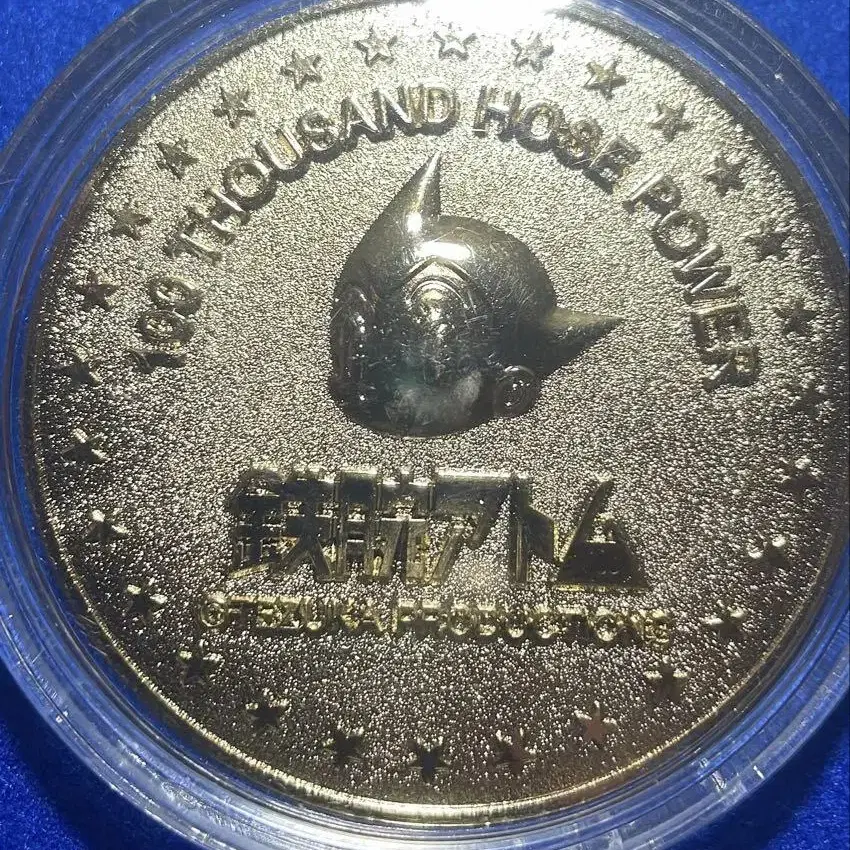 100 THOUSAND HOSE POWER
鉄腕アトム
©TEZUKA PRODUCTIONS